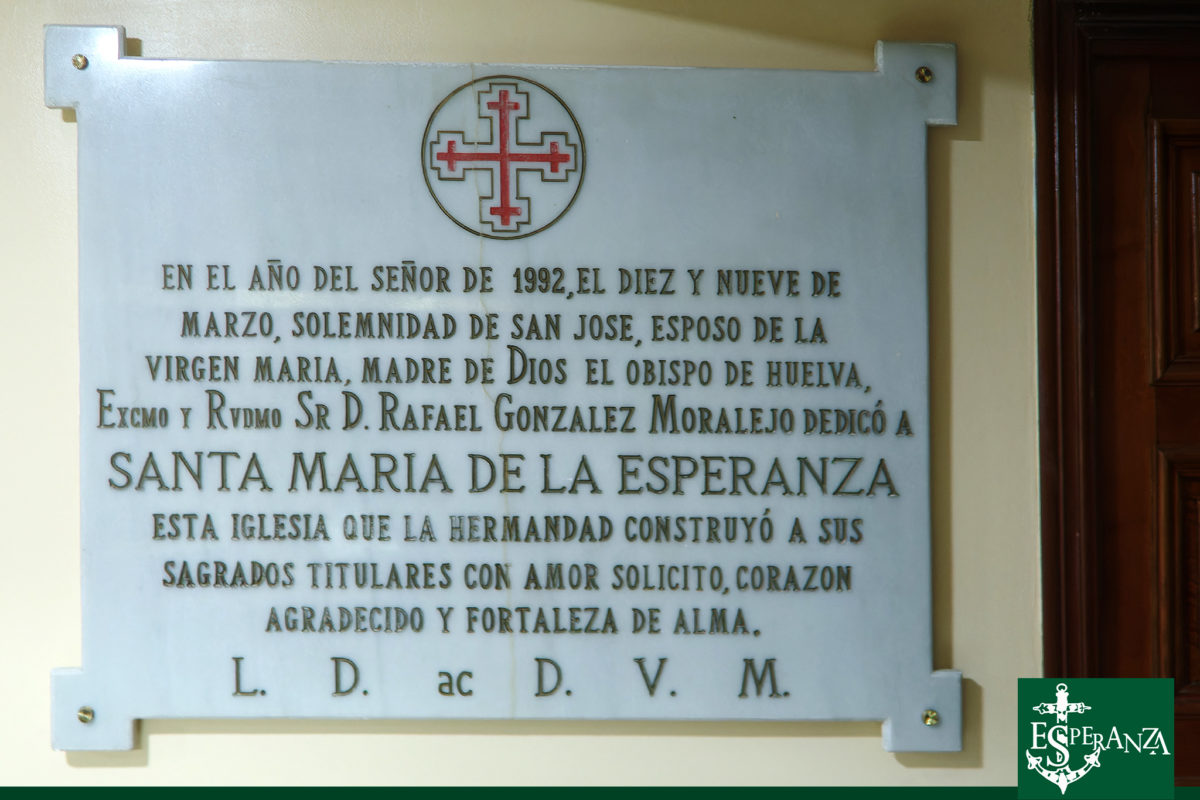 EN EL AÑO DEL SEÑOR DE 1992, EL DIEZ Y NUEVE DE
MARZO, SOLEMNIDAD DE SAN JOSE, ESPOSO DE LA
VIRGEN MARIA, MADRE DE DIOS EL OBISPO DE HUELVA,
EXCMO Y RVDMO SR D. RAFAEL GONZALEZ MORALEJO DEDICÓ A
SANTA MARIA DE LA ESPERANZA
ESTA IGLESIA QUE LA HERMANDAD CONSTRUYÓ A SUS
SAGRADOS TITULARES CON AMOR SOLICITO, CORAZON
AGRADECIDO Y FORTALEZA DE ALMA.
L. D. ac D. V. M.
ESPERANZA